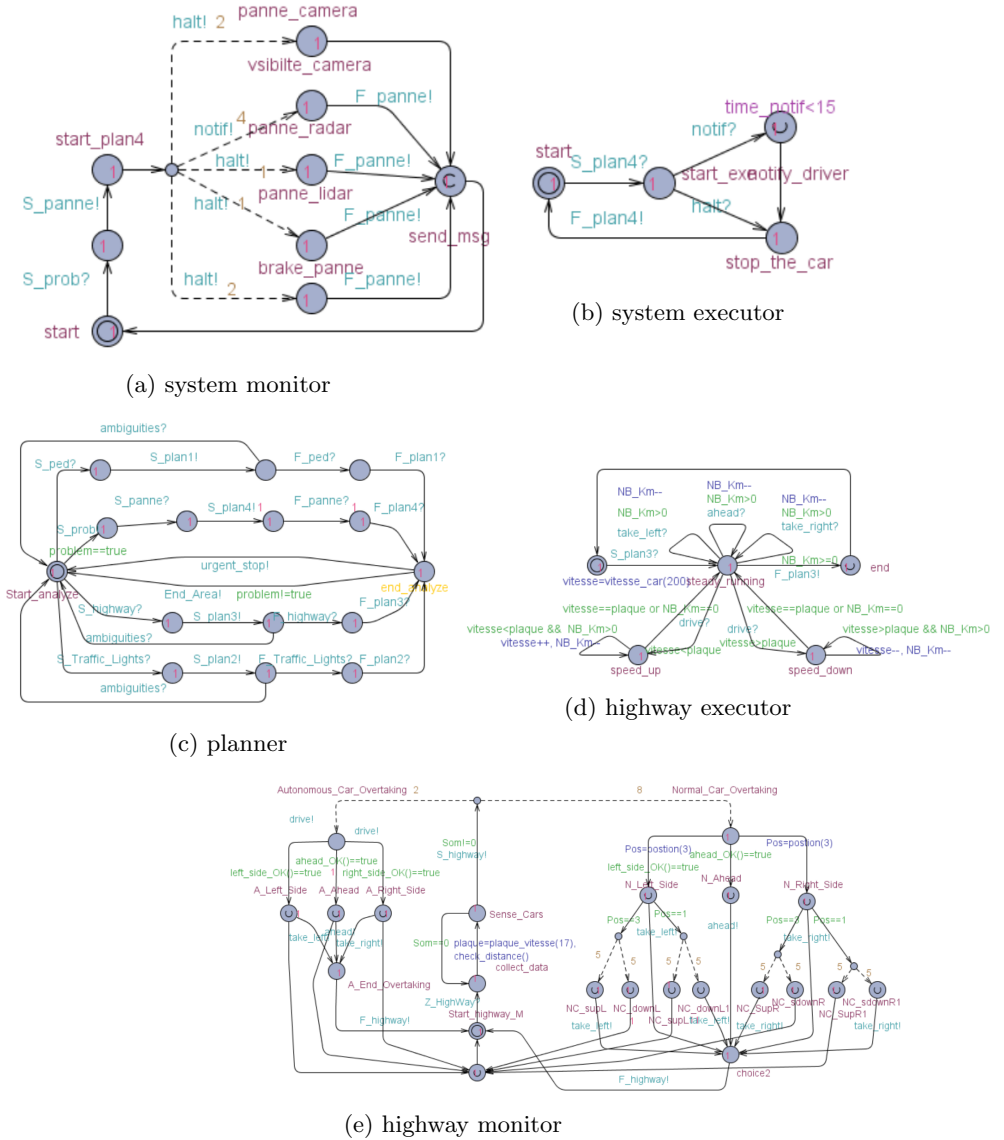 panne_camera
halt! 2
vsibilte_camera
F_panne!
4
notif!
panne_radar
start_plan4
halt!
1
F_panne!
panne_lidar
S_panne!
halt! 1
F_panne!
send_msg
brake_panne
S_prob?
halt! 2
F_panne!
start
(a) system monitor
time_notif<15
notif?
start
S_plan4?
start_exe
notify_driver
halt?
F_plan4!
stop_the_car
(b) system executor
ambiguities?
S_ped?
S_plan1!
F_ped?
F_plan1?
S_panne?
S_plan4!
F_panne?
F_plan4?
S_prob!
problem==true
urgent_stop!
Start_analyze
End_Area!
problem!=true
end_analyze
F_plan3?
S_highway?
S_plan3!
F_highway?
ambiguities?
S_Traffic_Lights?
S_plan2!
F_Traffic_Lights?
F_plan2?
ambiguities?
(c) planner
NB_Km--
NB_Km>0
take_left?
NB_Km--
NB_Km>0
ahead?
NB_Km--
NB_Km>0
take_right?
S_plan3?
NB_Km>=0
F_plan3!
end
vitesse=vitesse_car(200)
steady_running
vitesse==plaque or NB_Km==0
vitesse==plaque or NB_Km==0
drive?
drive?
vitesse<plaque && NB_Km>0
vitesse++, NB_Km--
vitesse<plaque
vitesse>plaque
vitesse>plaque && NB_Km>0
vitesse--, NB_Km--
speed_up
speed_down
(d) highway executor
Autonomous_Car_Overtaking 2
8 Normal_Car_Overtaking
drive!
drive!
Som!=0
S_highway!
Pos=postion(3)
Pos=postion(3)
ahead_OK()==true
ahead_OK()==true
left_side_OK()==true
right_side_OK()==true
left_side_OK()==true
A_Left_Side
A_Ahead
A_Right_Side
N_Left_Side
N_Ahead
N_Right_Side
Sense_Cars
Pos==3
Pos==1
Pos==3
Pos==1
take_left!
ahead!
take_right!
take_left!
ahead!
take_right!
Som==0
plaque=plaque_vitesse(17),
check_distance()
collect_data
5 5 5 5
5 5 5 5
A_End_Overtaking
Z_HighWay?
Start_highway_M
NC_supL
NC_downL
NC_supL11
NC_downL1
NC_SupR
NC_sdownR
NC_SupR1
NC_sdownR1
F_highway!
take_left!
take_left!
take_right!
take_right!
choice2
F_highway!
(e) highway monitor